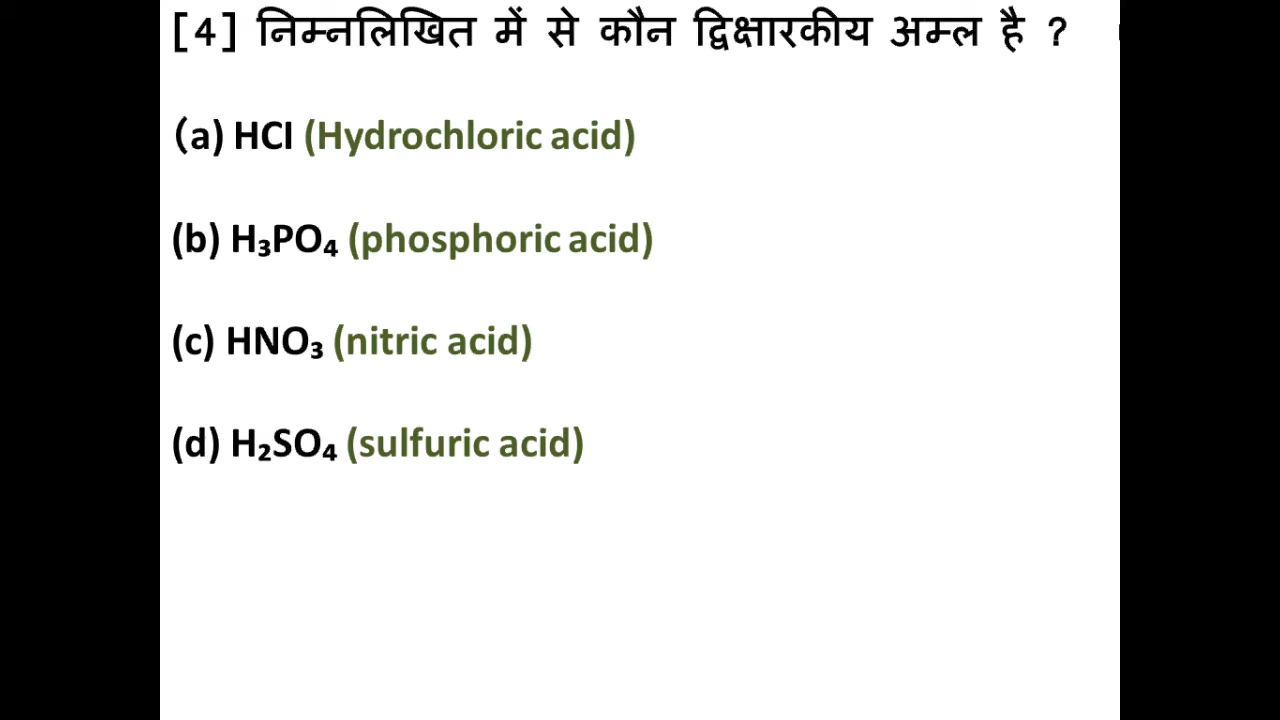 [4] निम्नलिखित में से कौन द्विक्षारकीय अम्ल है ?
(a) HCl (Hydrochloric acid)
(b) H₃PO₄ (phosphoric acid)
(c) HNO₃ (nitric acid)
(d) H₂SO₄ (sulfuric acid)